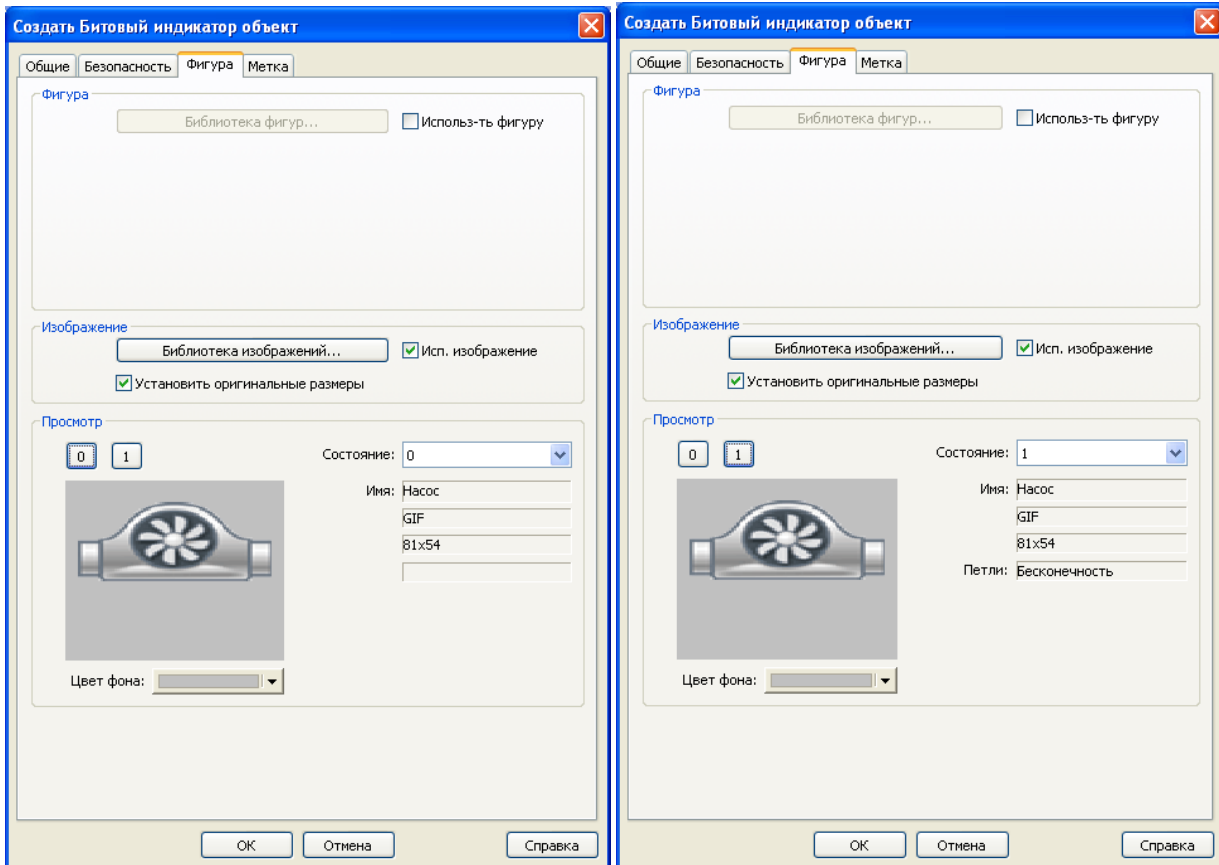 Создать Битовый индикатор объект
Общие Безопасность Фигура Метка
Фигура
Библиотека фигур... Использ-ть фигуру
Изображение
Библиотека изображений... Исп. изображение
Установить оригинальные размеры
Просмотр
0 1 Состояние: 0
Имя: Насос
GIF
81x54
Цвет фона:
ОК Отмена Справка
Создать Битовый индикатор объект
Общие Безопасность Фигура Метка
Фигура
Библиотека фигур... Использ-ть фигуру
Изображение
Библиотека изображений... Исп. изображение
Установить оригинальные размеры
Просмотр
0 1 Состояние: 1
Имя: Насос
GIF
81x54
Петли: Бесконечность
Цвет фона:
ОК Отмена Справка